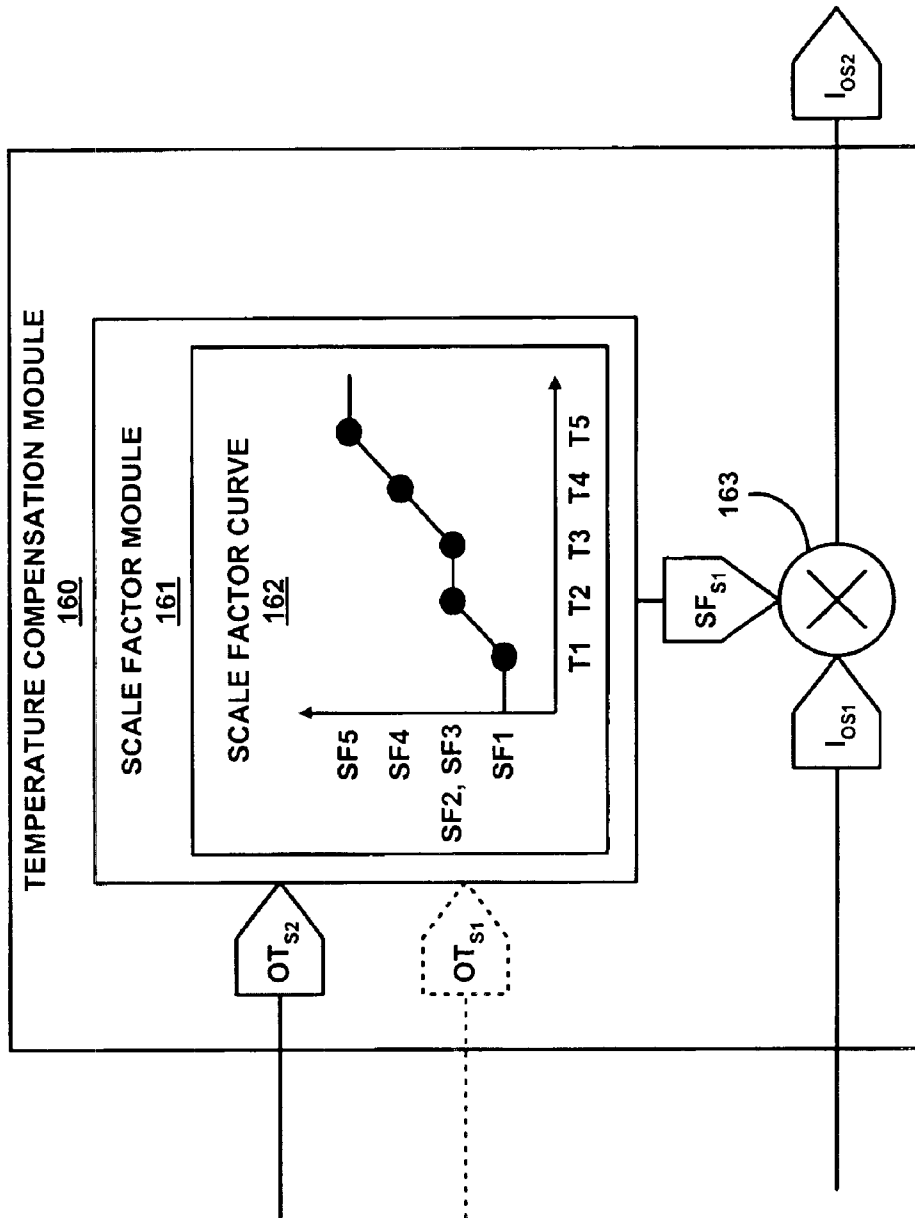 TEMPERATURE COMPENSATION MODULE
160
SCALE FACTOR MODULE
161
SCALE FACTOR CURVE
162
SF5
SF4
SF2, SF3
SF1
T1 T2 T3 T4 T5
OTS2
OTS1
SFS1
163
IOS1
IOS2